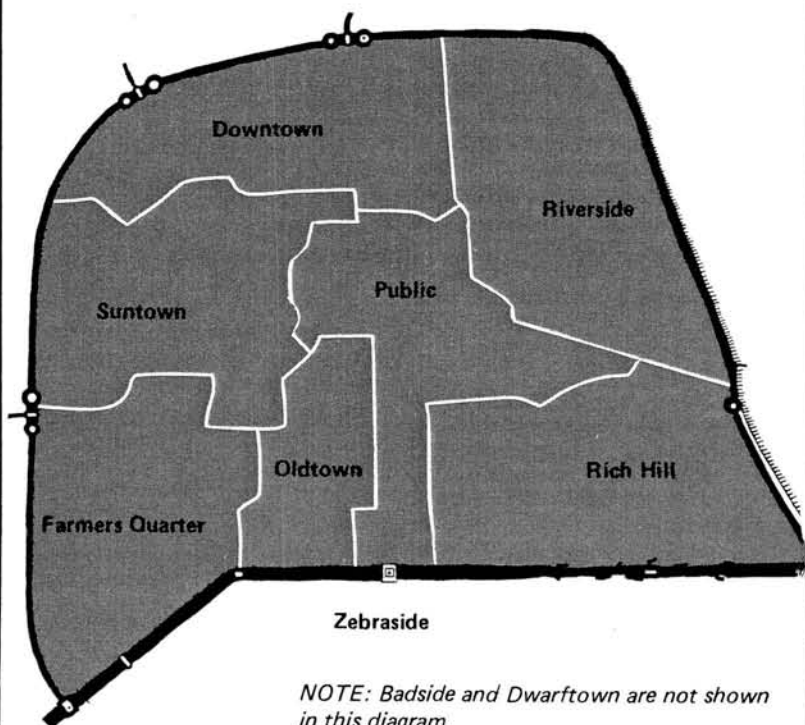 Downtown
Riverside
Public
Suntown
Oldtown
Rich Hill
Farmers Quarter
Zebraside
NOTE: Badside and Dwarftown are not shown
in this diagram